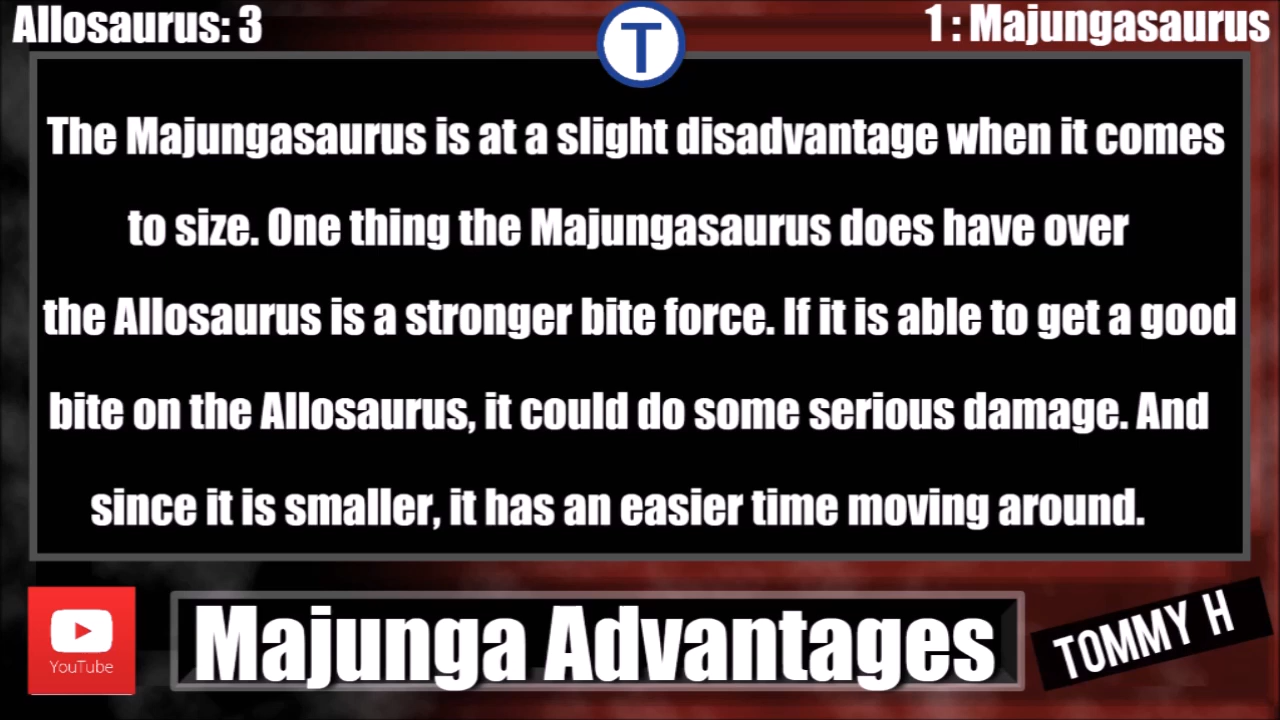 Allosaurus: 3
T
1 : Majungasaurus
The Majungasaurus is at a slight disadvantage when it comes
to size. One thing the Majungasaurus does have over
the Allosaurus is a stronger bite force. If it is able to get a good
bite on the Allosaurus, it could do some serious damage. And
since it is smaller, it has an easier time moving around.
YouTube
Majunga Advantages
TOMMY H